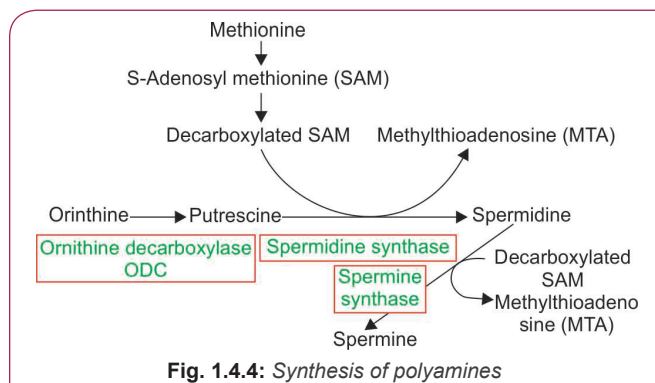 Methionine
S-Adenosyl methionine (SAM)
Decarboxylated SAM
Methylthioadenosine (MTA)
Orinthine
Putrescine
Spermidine
Ornithine decarboxylase
ODC
Spermidine synthase
Spermine
synthase
Decarboxylated
SAM
Methylthioadeno
sine (MTA)
Spermine
Fig. 1.4.4: Synthesis of polyamines